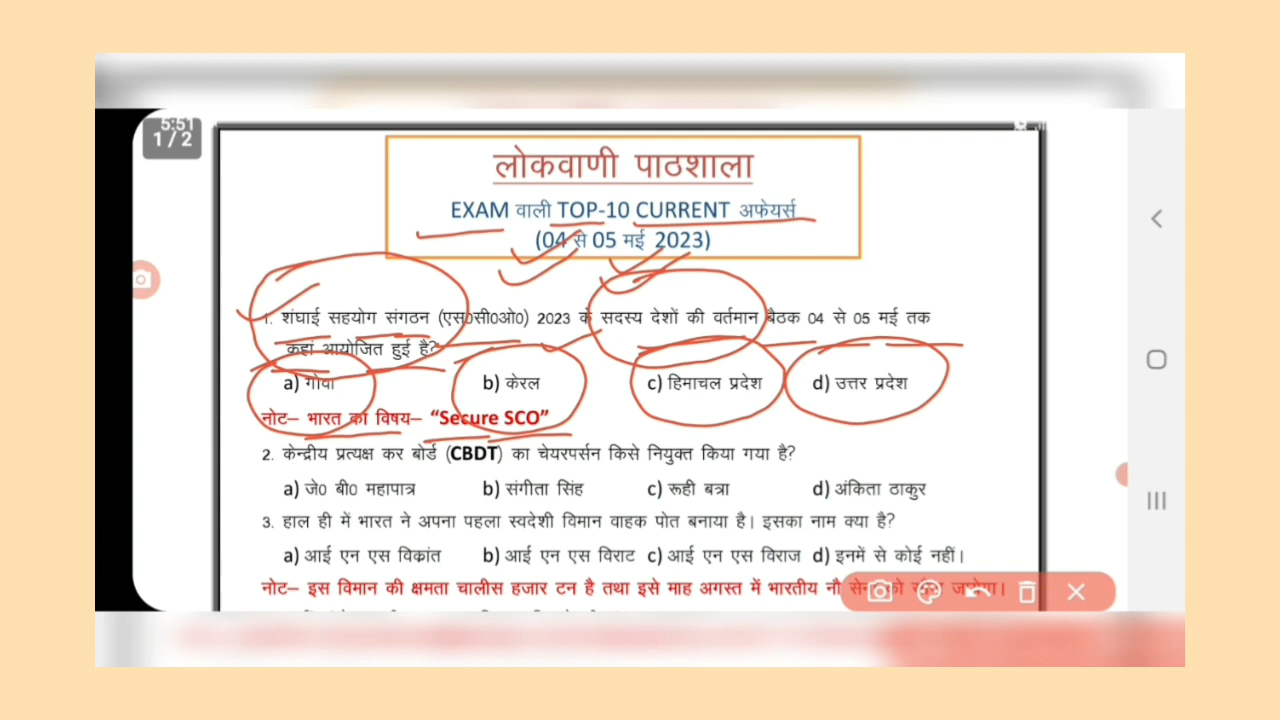 5:51
1 / 2
लोकवाणी पाठशाला
EXAM वाली TOP-10 CURRENT अफेयर्स
(04 से 05 मई 2023)
1. शंघाई सहयोग संगठन (एस0सी0ओ0) 2023 के सदस्य देशों की वर्तमान बैठक 04 से 05 मई तक
कहां आयोजित हुई है?
a) गोवा b) केरल c) हिमाचल प्रदेश d) उत्तर प्रदेश
नोट– भारत का विषय– “Secure SCO”
2. केन्द्रीय प्रत्यक्ष कर बोर्ड (CBDT) का चेयरपर्सन किसे नियुक्त किया गया है?
a) जे0 बी0 महापात्र b) संगीता सिंह c) रूही बत्रा d) अंकिता ठाकुर
3. हाल ही में भारत ने अपना पहला स्वदेशी विमान वाहक पोत बनाया है। इसका नाम क्या है?
a) आई एन एस विक्रांत b) आई एन एस विराट c) आई एन एस विराज d) इनमें से कोई नहीं।
नोट– इस विमान की क्षमता चालीस हजार टन है तथा इसे माह अगस्त में भारतीय नौ सेना को